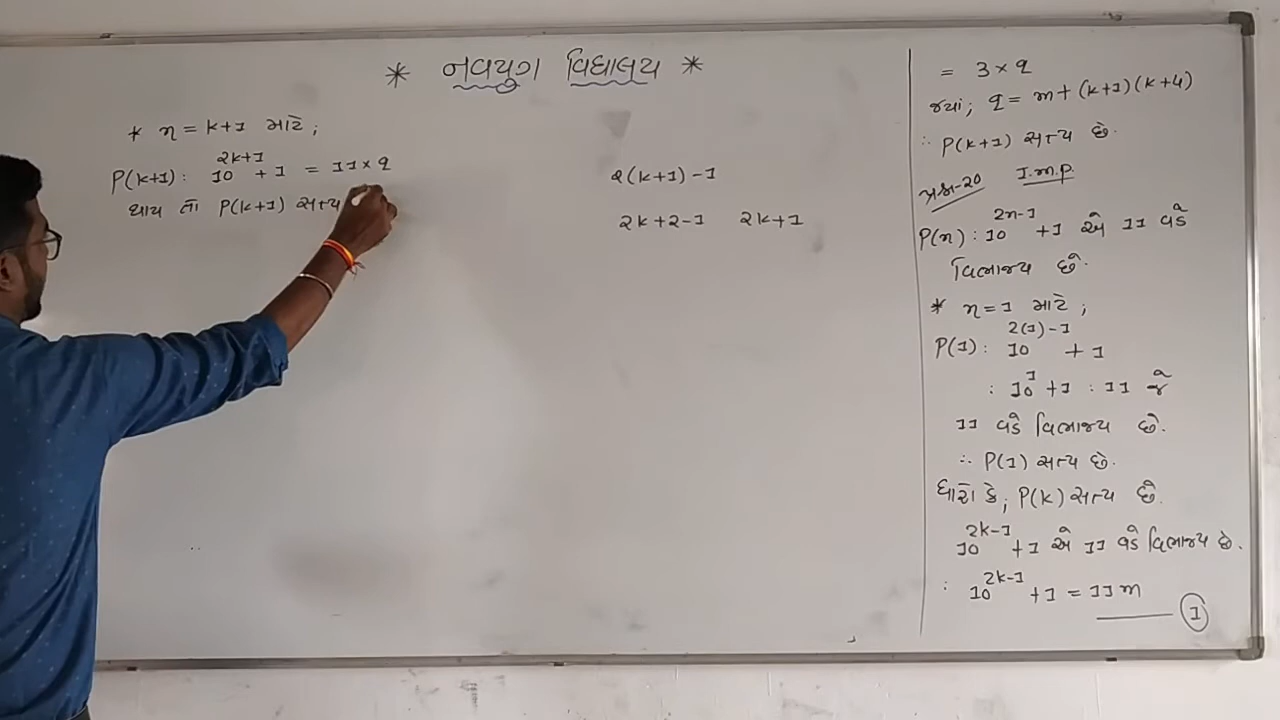 * નવયુગ વિદ્યાલય *
* n = k+1 માટે ;
P(k+1) : 10^{2k+1} + 1 = 11 × q
થાય તો P(k+1) સત્ય
2(k+1) - 1
2k+2-1 2k+1
= 3 × q
જ્યાં; q = m + (k+1)(k+4)
∴ P(k+1) સત્ય છે.
પ્રશ્ન-20 I.m.p.
P(n) : 10^{2n-1} + 1 એ 11 વડે
વિભાજ્ય છે.
* n = 1 માટે ;
P(1) : 10^{2(1)-1} + 1
: 10^1 + 1 : 11 જે
11 વડે વિભાજ્ય છે.
∴ P(1) સત્ય છે.
ધારો કે; P(k) સત્ય છે.
10^{2k-1} + 1 એ 11 વડે વિભાજ્ય છે.
: 10^{2k-1} + 1 = 11m
—— 1